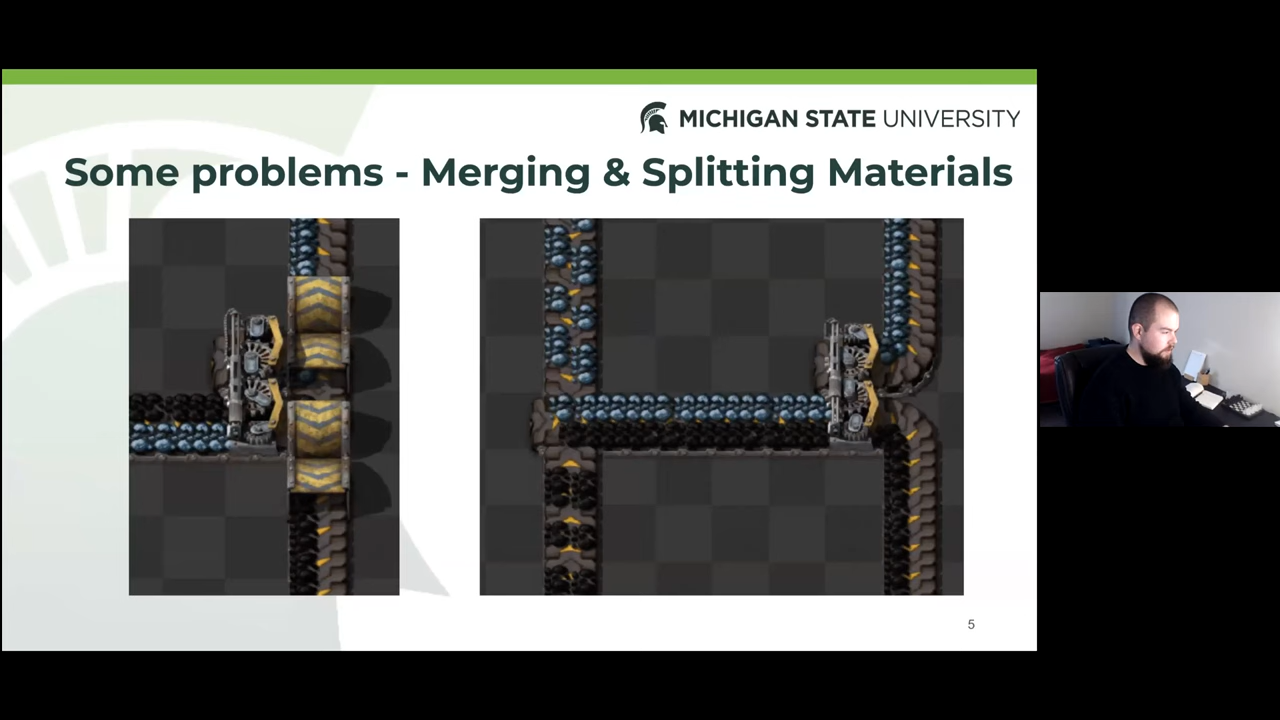 MICHIGAN STATE UNIVERSITY
Some problems - Merging & Splitting Materials
5